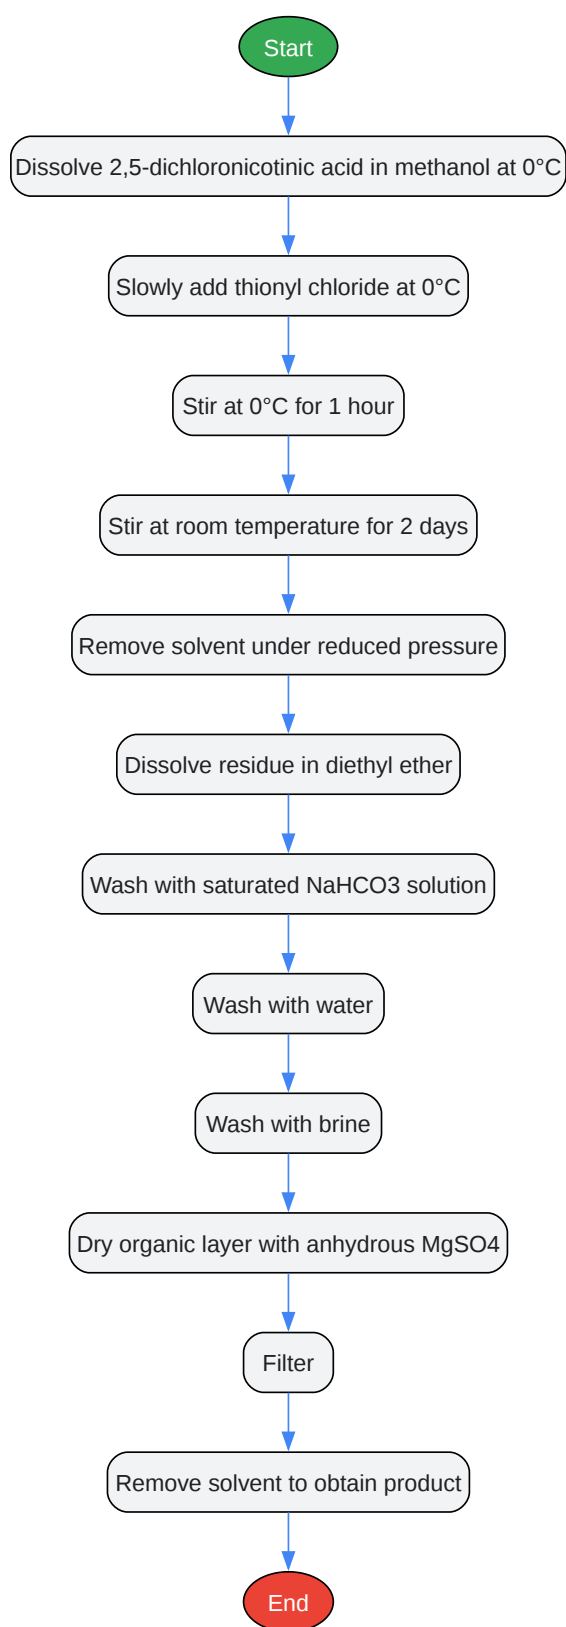 Start
Dissolve 2,5-dichloronicotinic acid in methanol at 0°C
Slowly add thionyl chloride at 0°C
Stir at 0°C for 1 hour
Stir at room temperature for 2 days
Remove solvent under reduced pressure
Dissolve residue in diethyl ether
Wash with saturated NaHCO3 solution
Wash with water
Wash with brine
Dry organic layer with anhydrous MgSO4
Filter
Remove solvent to obtain product
End